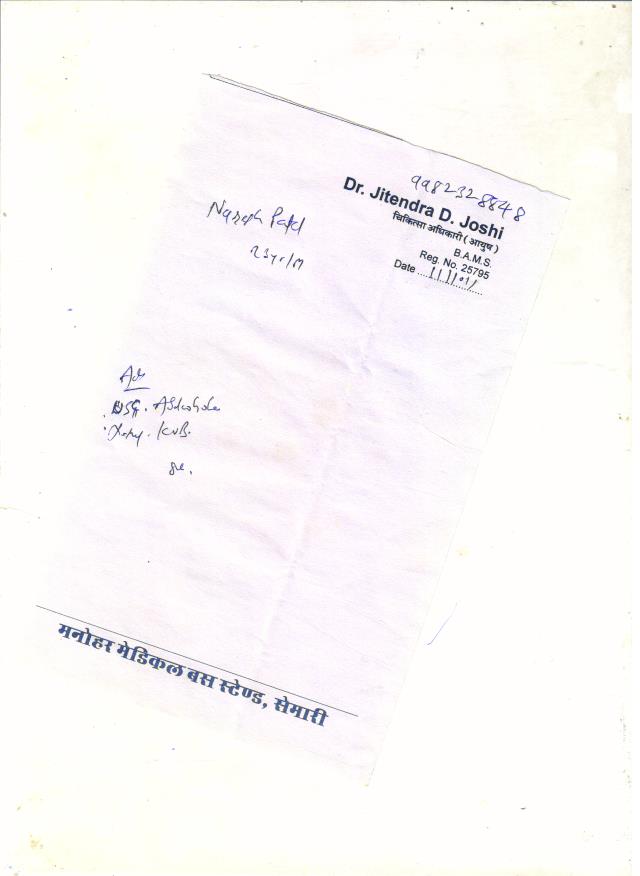 9982328848
Dr. Jitendra D. Joshi
चिकित्सा अधिकारी ( आयुष )
B.A.M.S.
Reg. No. 25795
Date ....
Naresh Patel
23yr/M
Adv
USG.
X-ray. KUB.
मनोहर मेडिकल बस स्टेण्ड, सेमारी